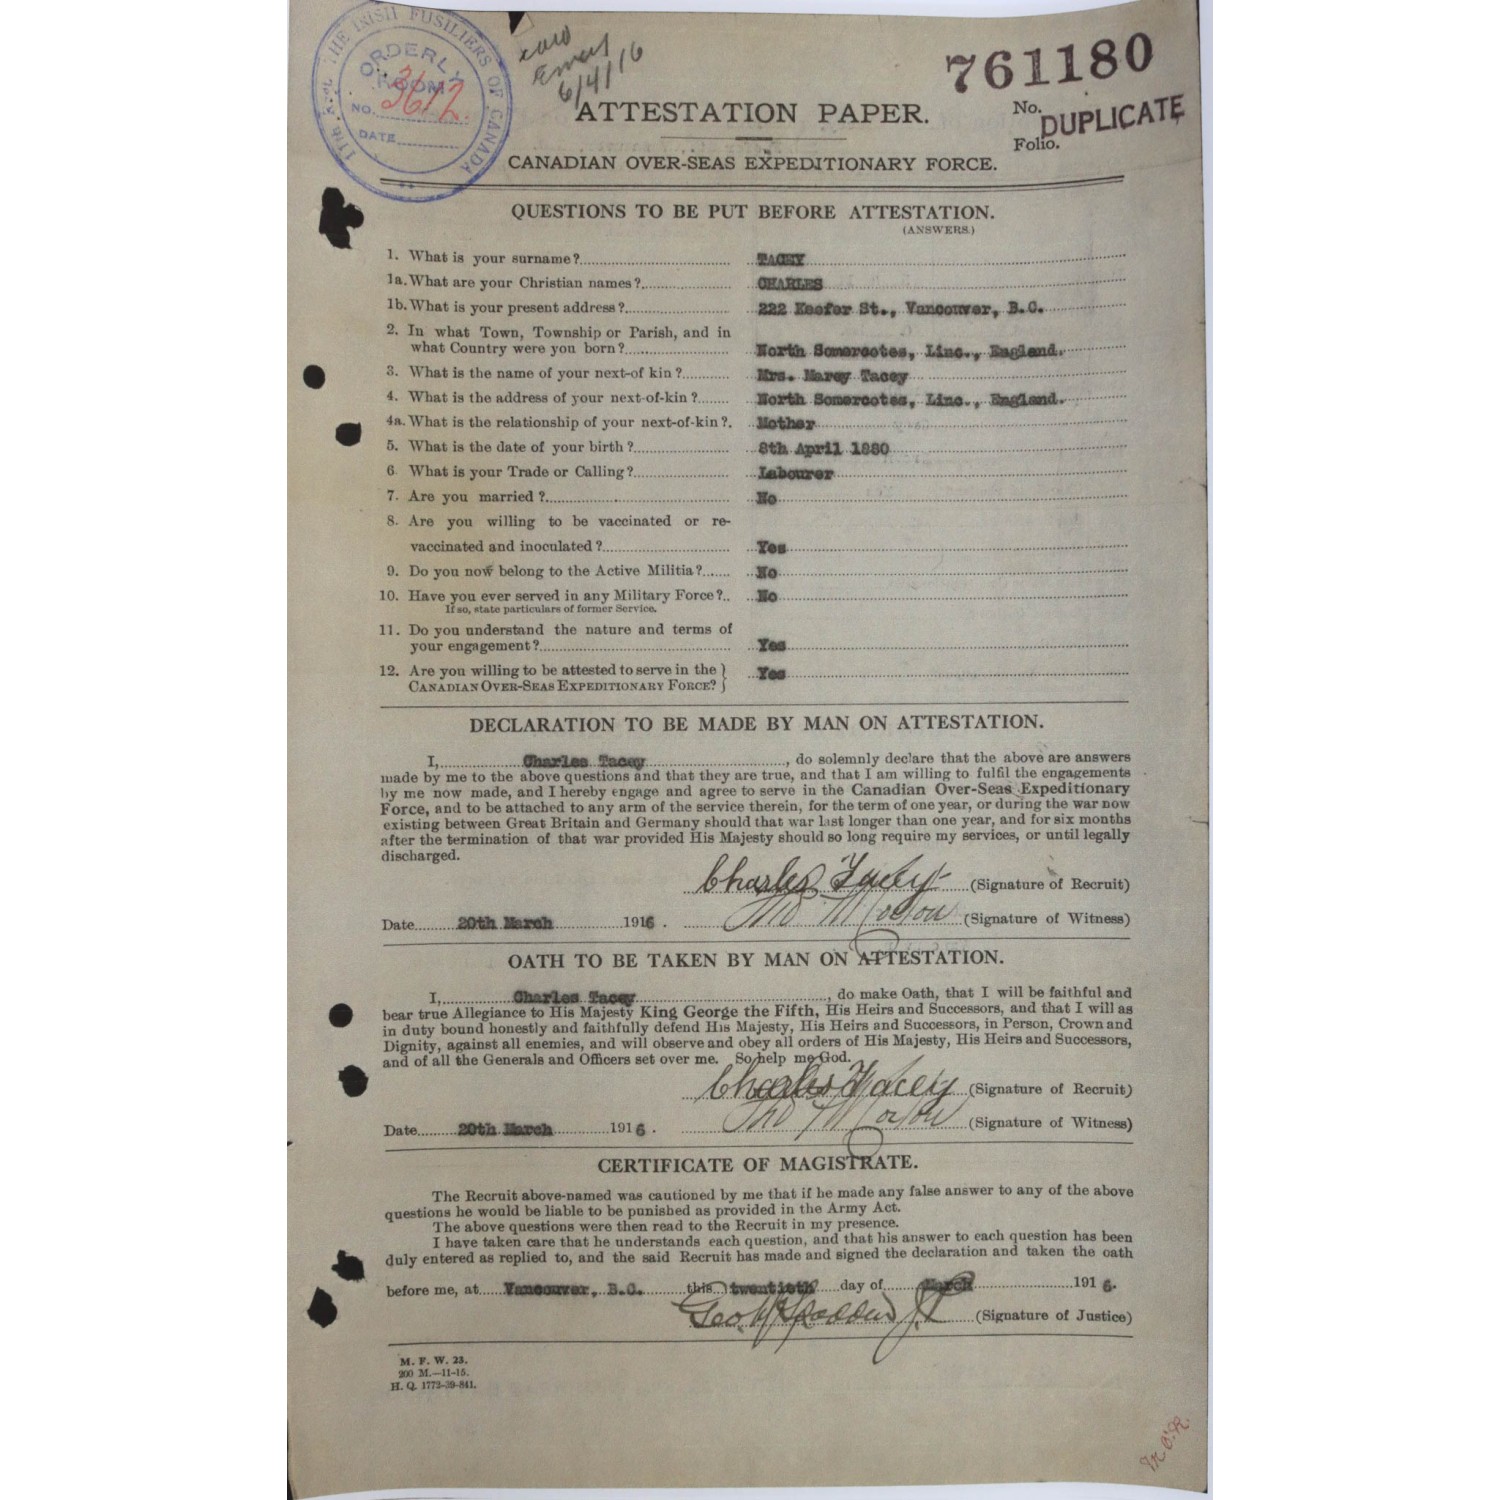 11th Regt. THE IRISH FUSILIERS OF CANADA
ORDERLY
ROOM
NO. 3612
DATE
6/4/16
761180
ATTESTATION PAPER.
No.
DUPLICATE
Folio.
CANADIAN OVER-SEAS EXPEDITIONARY FORCE.
QUESTIONS TO BE PUT BEFORE ATTESTATION.
(ANSWERS.)
1. What is your surname? TACEY
1a. What are your Christian names? CHARLES
1b. What is your present address? 222 Keefer St., Vancouver, B.C.
2. In what Town, Township or Parish, and in
what Country were you born? North Somercotes, Linc., England.
3. What is the name of your next-of kin? Mrs. Marey Tacey
4. What is the address of your next-of-kin? North Somercotes, Linc., England.
4a. What is the relationship of your next-of-kin? Mother
5. What is the date of your birth? 8th April 1880
6 What is your Trade or Calling? Labourer
7. Are you married? No
8. Are you willing to be vaccinated or re-
vaccinated and inoculated? Yes
9. Do you now belong to the Active Militia? No
10. Have you ever served in any Military Force? No
If so, state particulars of former Service.
11. Do you understand the nature and terms of
your engagement? Yes
12. Are you willing to be attested to serve in the }
CANADIAN OVER-SEAS EXPEDITIONARY FORCE? } Yes
DECLARATION TO BE MADE BY MAN ON ATTESTATION.
I, Charles Tacey, do solemnly declare that the above are answers
made by me to the above questions and that they are true, and that I am willing to fulfil the engagements
by me now made, and I hereby engage and agree to serve in the Canadian Over-Seas Expeditionary
Force, and to be attached to any arm of the service therein, for the term of one year, or during the war now
existing between Great Britain and Germany should that war last longer than one year, and for six months
after the termination of that war provided His Majesty should so long require my services, or until legally
discharged.
Charles Tacey (Signature of Recruit)
Date 20th March 1916. (Signature of Witness)
OATH TO BE TAKEN BY MAN ON ATTESTATION.
I, Charles Tacey, do make Oath, that I will be faithful and
bear true Allegiance to His Majesty King George the Fifth, His Heirs and Successors, and that I will as
in duty bound honestly and faithfully defend His Majesty, His Heirs and Successors, in Person, Crown and
Dignity, against all enemies, and will observe and obey all orders of His Majesty, His Heirs and Successors,
and of all the Generals and Officers set over me. So help me God.
Charles Tacey (Signature of Recruit)
Date 20th March 1916. (Signature of Witness)
CERTIFICATE OF MAGISTRATE.
The Recruit above-named was cautioned by me that if he made any false answer to any of the above
questions he would be liable to be punished as provided in the Army Act.
The above questions were then read to the Recruit in my presence.
I have taken care that he understands each question, and that his answer to each question has been
duly entered as replied to, and the said Recruit has made and signed the declaration and taken the oath
before me, at Vancouver, B.C. this twentieth day of March 1916.
(Signature of Justice)
M. F. W. 23.
200 M.—11-15.
H. Q. 1772-39-841.